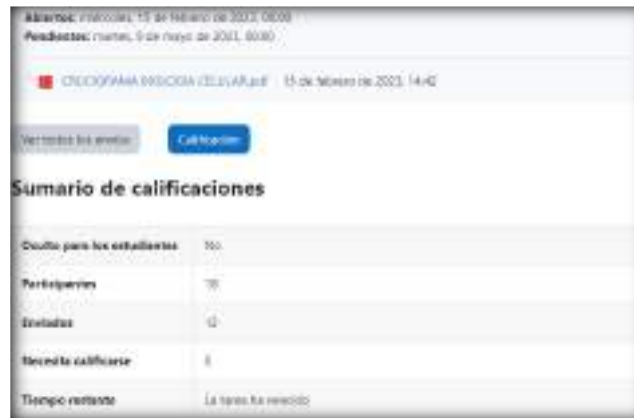 Abiertos: miércoles, 15 de febrero de 2023, 00:00
Pendientes: martes, 9 de mayo de 2023, 00:00
CRUCIGRAMA CELULAR.pdf 15 de febrero de 2023, 14:42
Ver todos los envíos Calificación
Sumario de calificaciones
Oculto para los estudiantes No
Participantes
Enviados 12
Necesita calificarse
Tiempo restante La tarea ha vencido